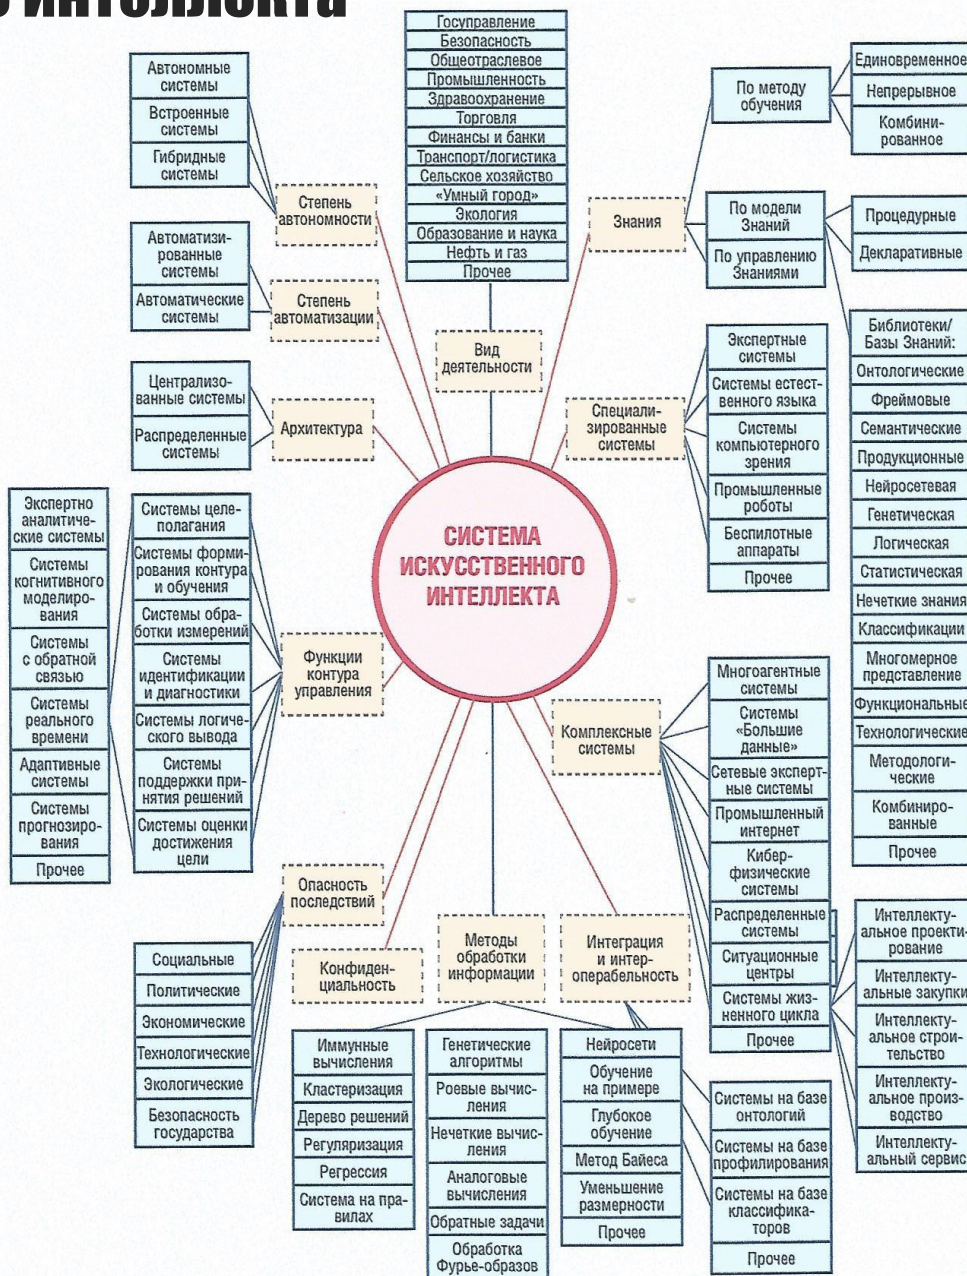 ИНТЕЛЛЕКТА
Госуправление
Безопасность
Общеотраслевое
Промышленность
Здравоохранение
Торговля
Финансы и банки
Транспорт/логистика
Сельское хозяйство
«Умный город»
Экология
Образование и наука
Нефть и газ
Прочее
Вид
деятельности
Автономные
системы
Встроенные
системы
Гибридные
системы
Степень
автономности
Автоматизи-
рованные
системы
Автоматические
системы
Степень
автоматизации
Централизо-
ванные системы
Распределенные
системы
Архитектура
Знания
По методу
обучения
Единовременное
Непрерывное
Комбини-
рованное
По модели
Знаний
По управлению
Знаниями
Процедурные
Декларативные
Библиотеки/
Базы Знаний:
Онтологические
Фреймовые
Семантические
Продукционные
Нейросетевая
Генетическая
Логическая
Статистическая
Нечеткие знания
Классификации
Многомерное
представление
Функциональные
Технологические
Методологи-
ческие
Комбиниро-
ванные
Прочее
Специали-
зированные
системы
Экспертные
системы
Системы естест-
венного языка
Системы
компьютерного
зрения
Промышленные
роботы
Беспилотные
аппараты
Прочее
СИСТЕМА
ИСКУССТВЕННОГО
ИНТЕЛЛЕКТА
Экспертно
аналитиче-
ские системы
Системы
когнитивного
моделиро-
вания
Системы
с обратной
связью
Системы
реального
времени
Адаптивные
системы
Системы
прогнозиро-
вания
Прочее
Системы целе-
полагания
Системы форми-
рования контура
и обучения
Системы обра-
ботки измерений
Системы
идентификации
и диагностики
Системы логиче-
ского вывода
Системы
поддержки при-
нятия решений
Системы оценки
достижения
цели
Функции
контура
управления
Комплексные
системы
Многоагентные
системы
Системы
«Большие
данные»
Сетевые эксперт-
ные системы
Промышленный
интернет
Кибер-
физические
системы
Распределенные
системы
Ситуационные
центры
Системы жиз-
ненного цикла
Прочее
Интеллекту-
альное проекти-
рование
Интеллекту-
альные закупки
Интеллекту-
альное строи-
тельство
Интеллекту-
альное произ-
водство
Интеллекту-
альный сервис
Опасность
последствий
Социальные
Политические
Экономические
Технологические
Экологические
Безопасность
государства
Конфиден-
циальность
Методы
обработки
информации
Интеграция
и интер-
операбельность
Иммунные
вычисления
Кластеризация
Дерево решений
Регуляризация
Регрессия
Система на пра-
вилах
Генетические
алгоритмы
Роевые вычис-
ления
Нечеткие вычис-
ления
Аналоговые
вычисления
Обратные задачи
Обработка
Фурье-образов
Нейросети
Обучение
на примере
Глубокое
обучение
Метод Байеса
Уменьшение
размерности
Прочее
Системы на базе
онтологий
Системы на базе
профилирования
Системы на базе
классифика-
торов
Прочее